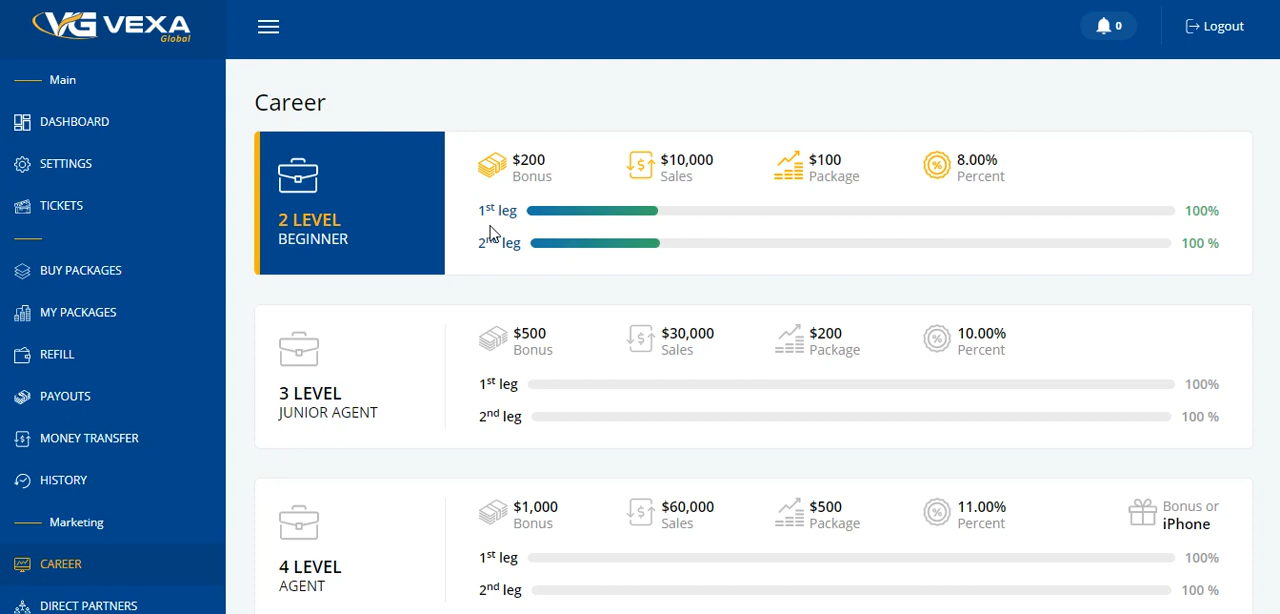 VG VEXA
Global
0
Logout
Main
DASHBOARD
SETTINGS
TICKETS
BUY PACKAGES
MY PACKAGES
REFILL
PAYOUTS
MONEY TRANSFER
HISTORY
Marketing
CAREER
DIRECT PARTNERS
Career
2 LEVEL
BEGINNER
$200 $10,000 $100 8.00%
Bonus Sales Package Percent
1st leg 100%
2nd leg 100 %
3 LEVEL
JUNIOR AGENT
$500 $30,000 $200 10.00%
Bonus Sales Package Percent
1st leg 100%
2nd leg 100 %
4 LEVEL
AGENT
$1,000 $60,000 $500 11.00% Bonus or
Bonus Sales Package Percent iPhone
1st leg 100%
2nd leg 100 %